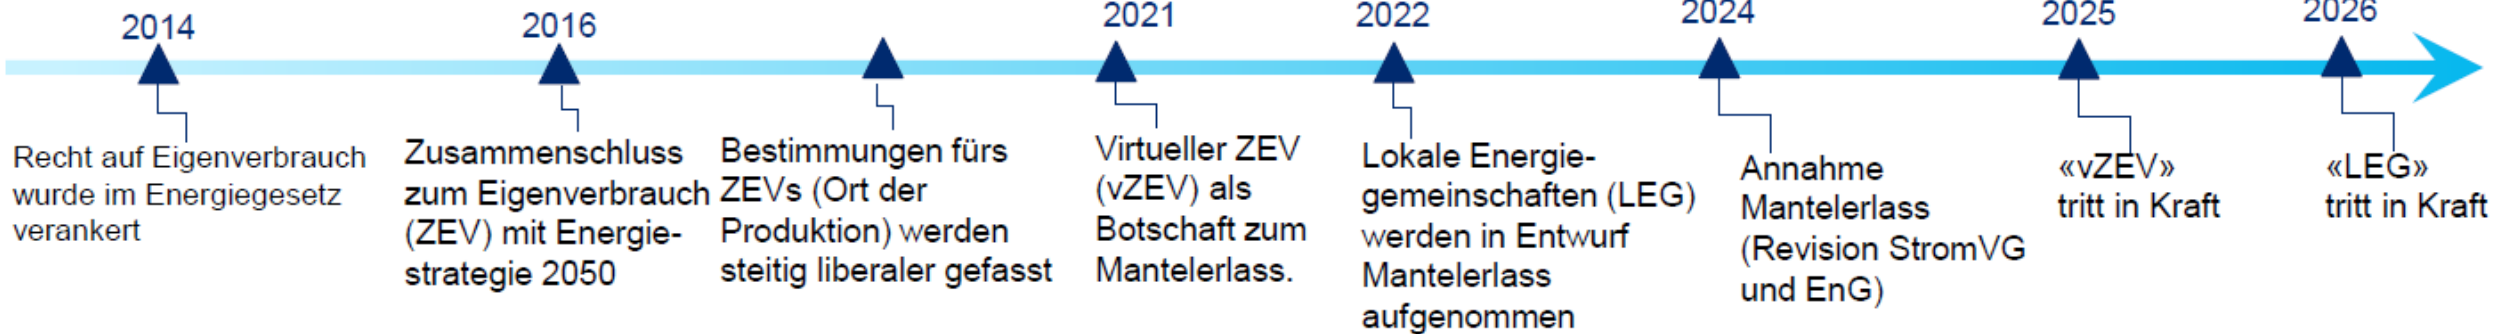 2014
Recht auf Eigenverbrauch
wurde im Energiegesetz
verankert
2016
Zusammenschluss
zum Eigenverbrauch
(ZEV) mit Energie-
strategie 2050
Bestimmungen fürs
ZEVs (Ort der
Produktion) werden
steitig liberaler gefasst
2021
Virtueller ZEV
(vZEV) als
Botschaft zum
Mantelerlass.
2022
Lokale Energie-
gemeinschaften (LEG)
werden in Entwurf
Mantelerlass
aufgenommen
2024
Annahme
Mantelerlass
(Revision StromVG
und EnG)
2025
«vZEV»
tritt in Kraft
2026
«LEG»
tritt in Kraft